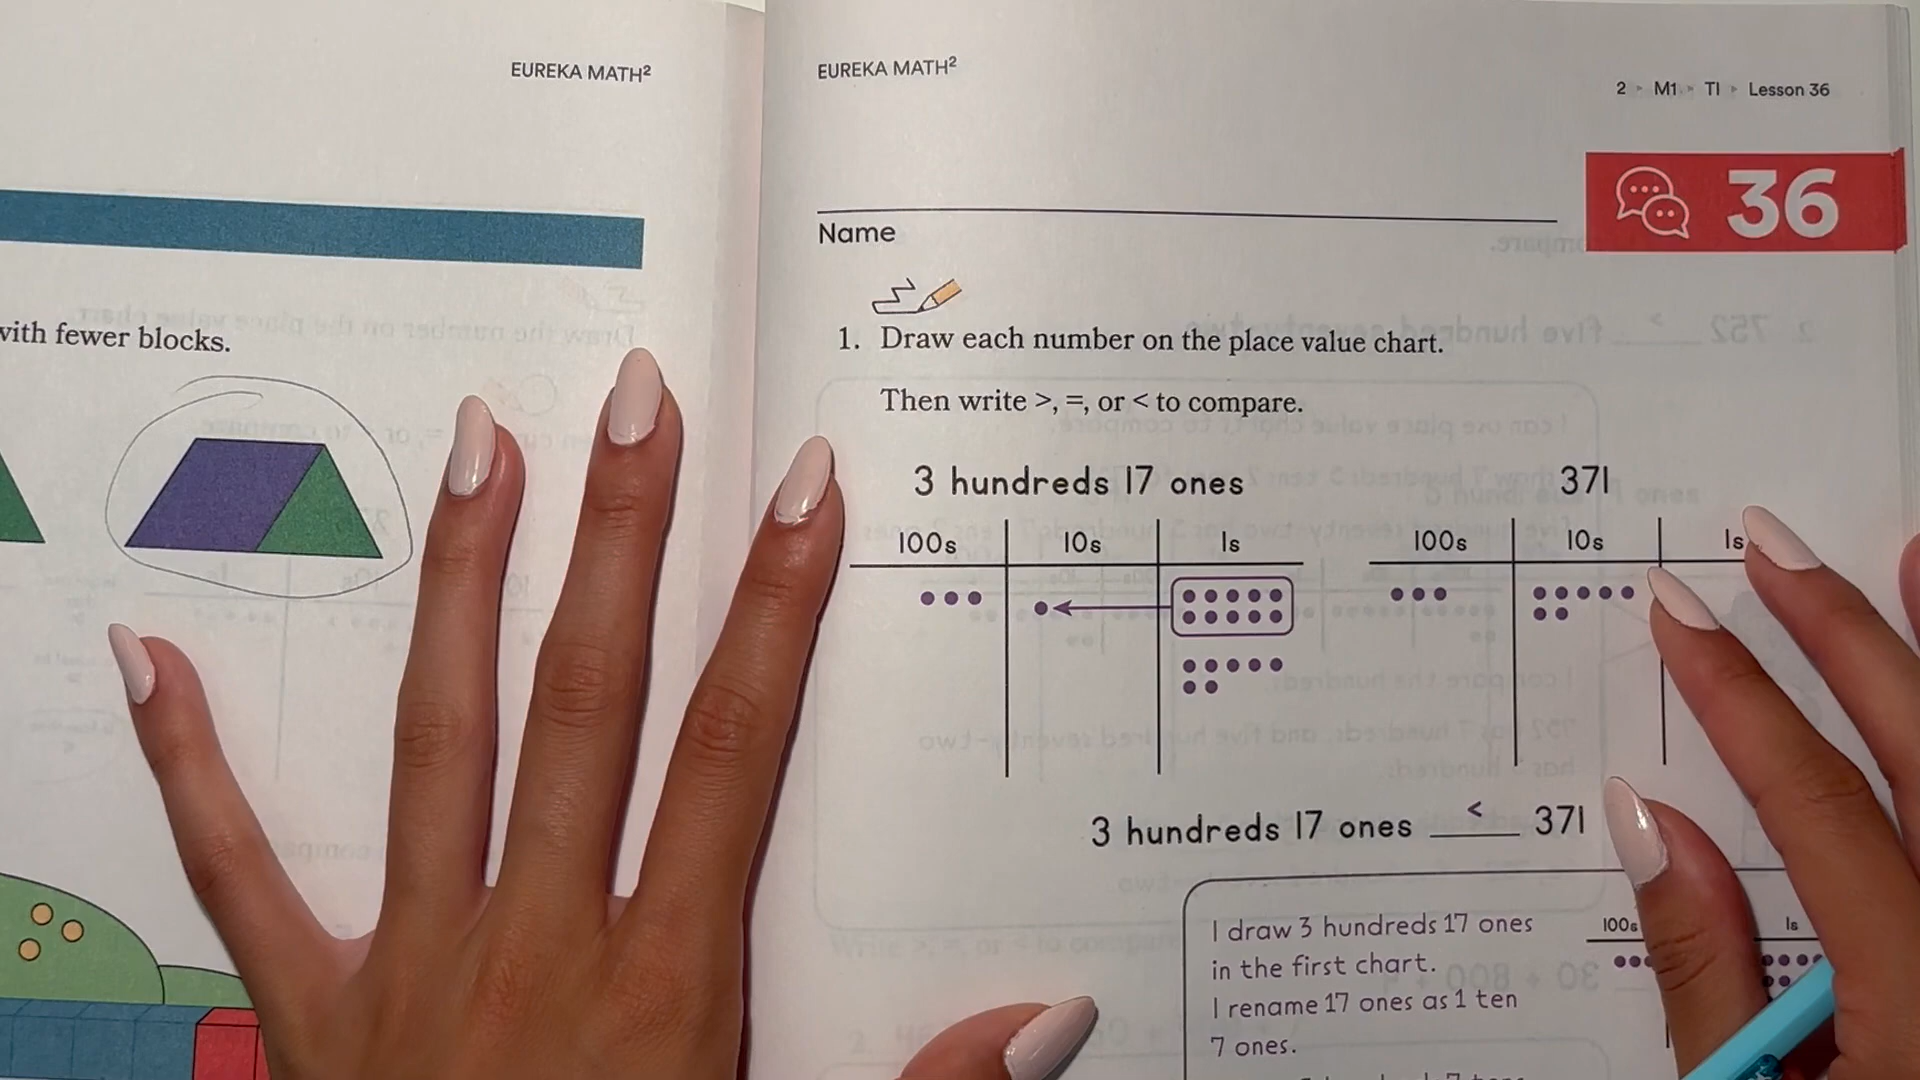 EUREKA MATH²
with fewer blocks.
EUREKA MATH²
2 ▸ M1 ▸ TI ▸ Lesson 36
36
Name
1. Draw each number on the place value chart.
Then write >, =, or < to compare.
3 hundreds 17 ones
371
100s 10s 1s
100s 10s 1s
3 hundreds 17 ones < 371
I draw 3 hundreds 17 ones
in the first chart.
I rename 17 ones as 1 ten
7 ones.
100s 1s